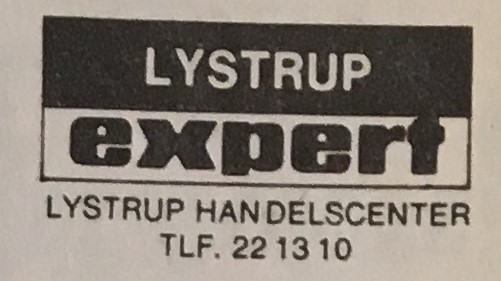 LYSTRUP
expert
LYSTRUP HANDELSCENTER
TLF. 22 13 10